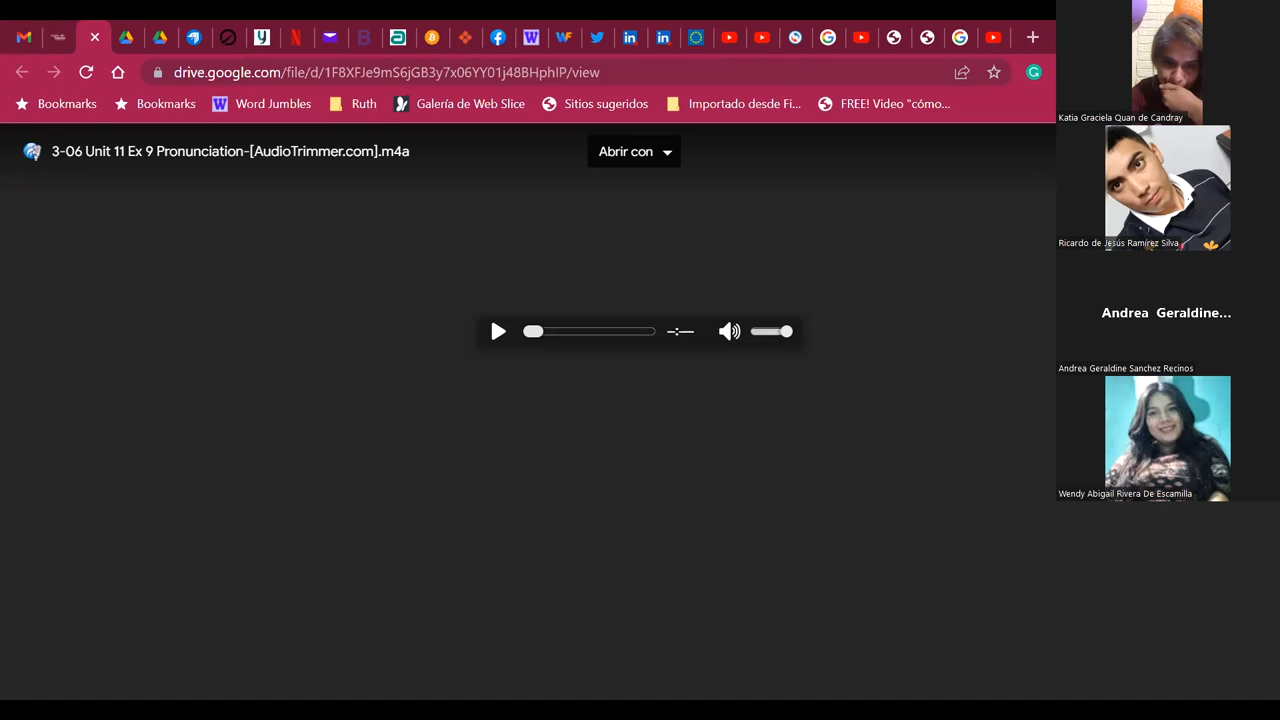 drive.google.com/file/d/1F8XFJe9mS6jGB3y7x06YY01j48BHphIP/view
Bookmarks
Bookmarks
Word Jumbles
Ruth
Galería de Web Slice
Sitios sugeridos
Importado desde Fi...
FREE! Video "cómo...
3-06 Unit 11 Ex 9 Pronunciation-[AudioTrimmer.com].m4a
Abrir con
-:--
Katia Graciela Quan de Candray
Ricardo de Jesús Ramírez Silva
Andrea Geraldine...
Andrea Geraldine Sanchez Recinos
Wendy Abigail Rivera De Escamilla